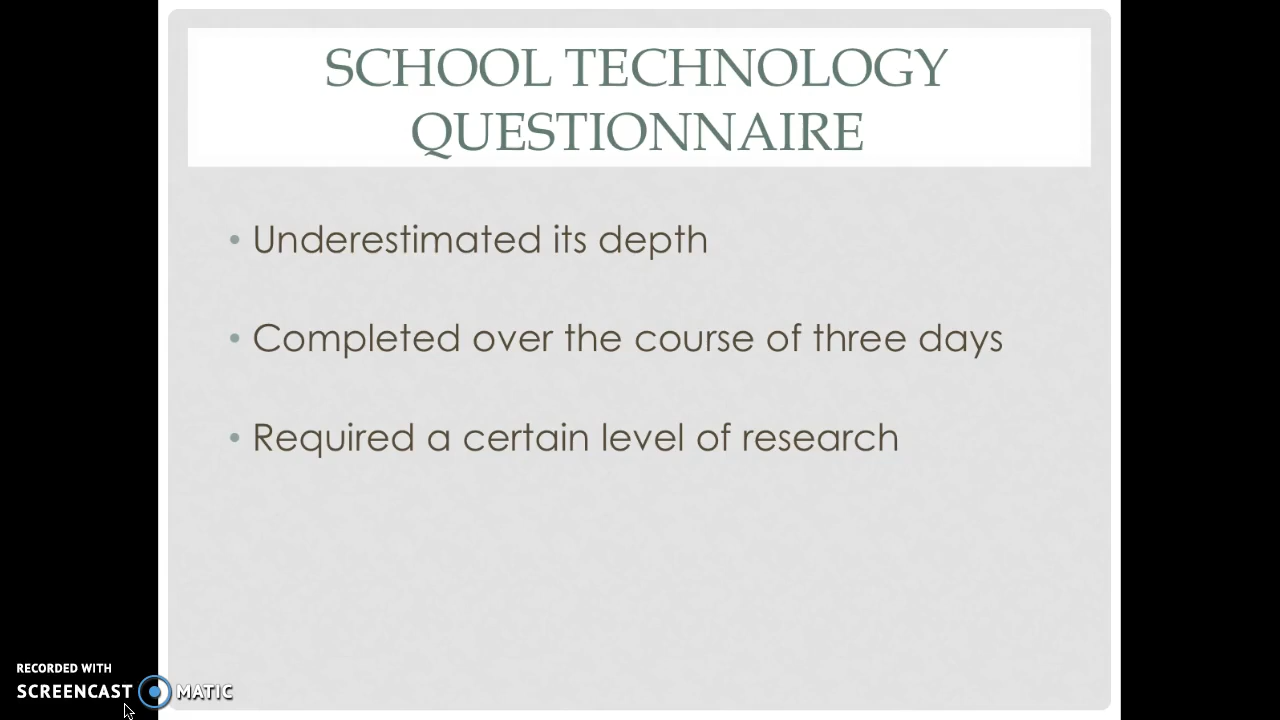 SCHOOL TECHNOLOGY
QUESTIONNAIRE
• Underestimated its depth
• Completed over the course of three days
• Required a certain level of research
RECORDED WITH
SCREENCAST MATIC